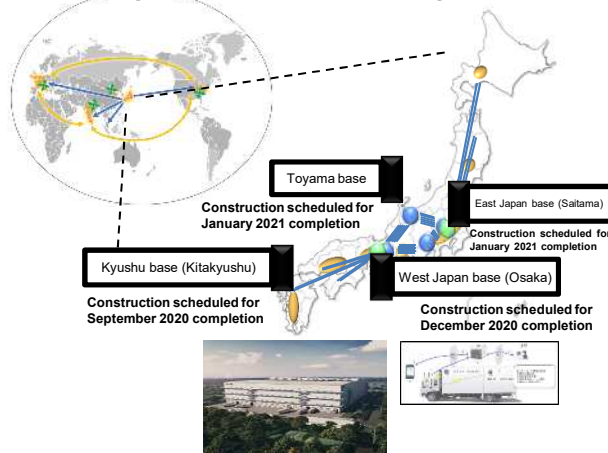 Toyama base
Construction scheduled for
January 2021 completion
East Japan base (Saitama)
Construction scheduled for
January 2021 completion
Kyushu base (Kitakyushu)
Construction scheduled for
September 2020 completion
West Japan base (Osaka)
Construction scheduled for
December 2020 completion